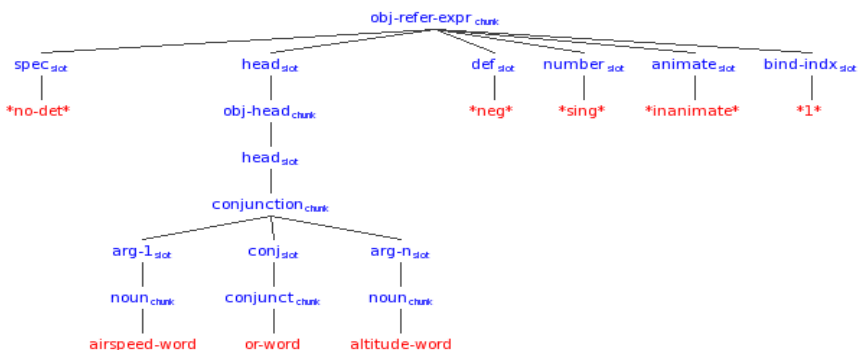 obj-refer-expr chunk
spec slot head slot def slot number slot animate slot bind-indx slot
*no-det* obj-head chunk *neg* *sing* *inanimate* *1*
head slot
conjunction chunk
arg-1 slot conj slot arg-n slot
noun chunk conjunct chunk noun chunk
airspeed-word or-word altitude-word